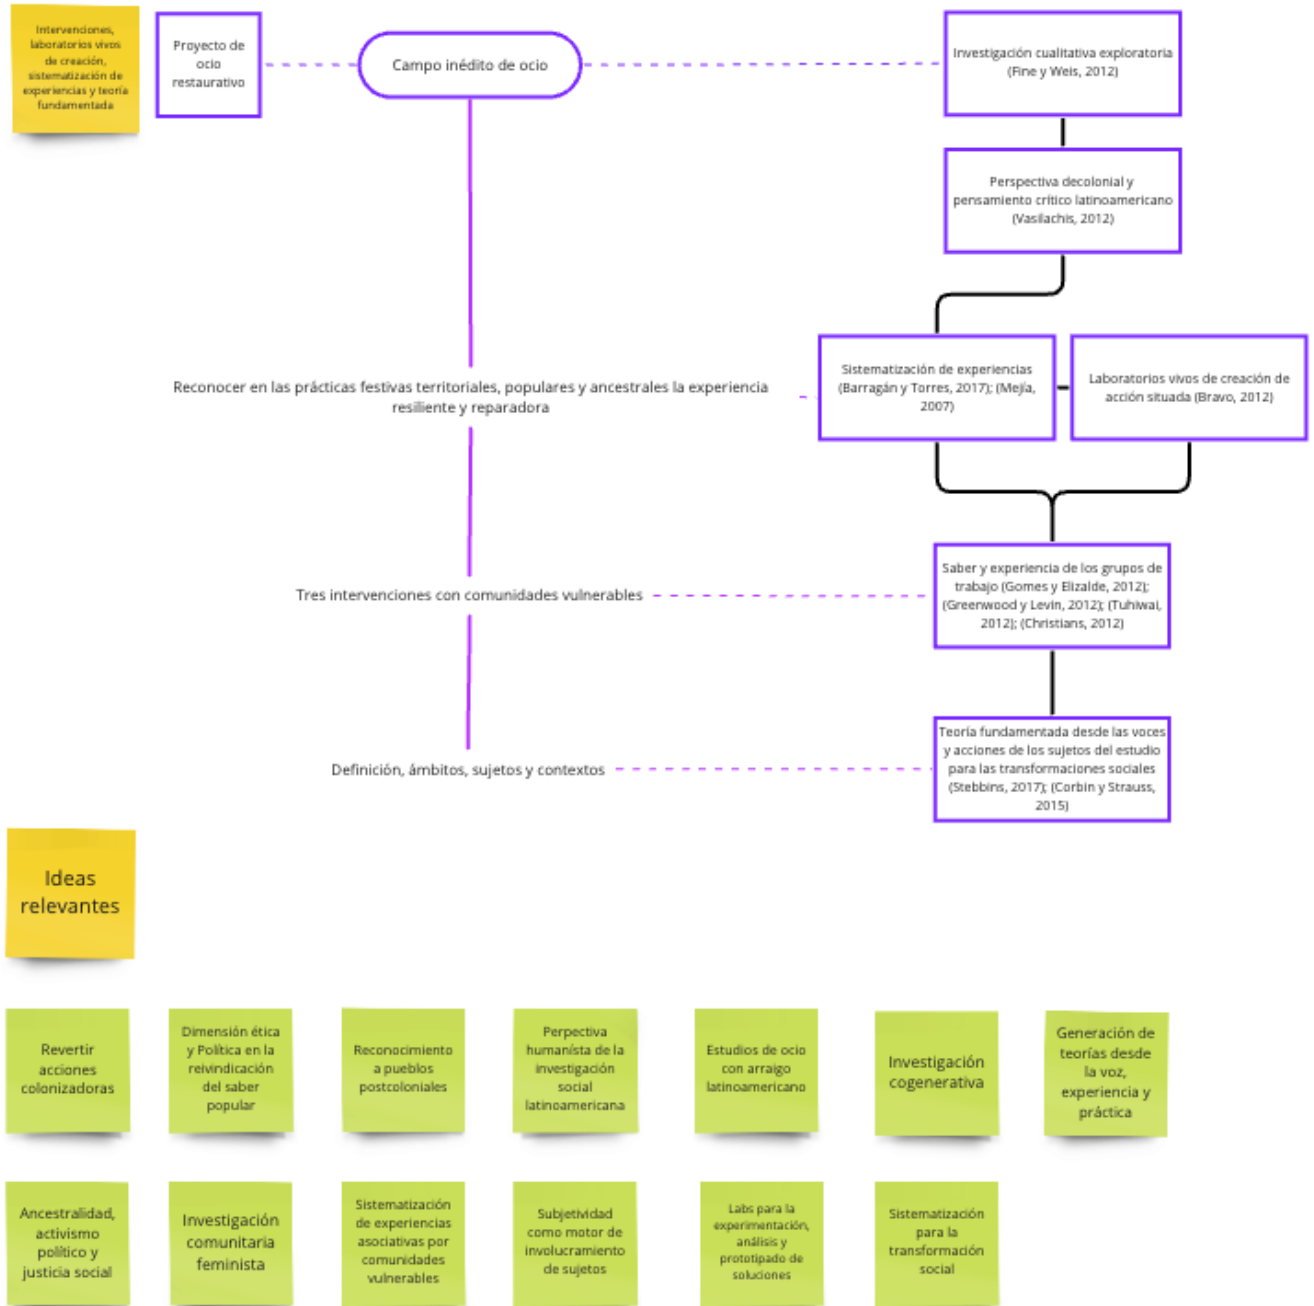 Intervenciones,
laboratorios vivos
de creación,
sistematización de
experiencias y teoría
fundamentada
Proyecto de
ocio
restaurativo
Campo inédito de ocio
Investigación cualitativa exploratoria
(Fine y Weis, 2012)
Perspectiva decolonial y
pensamiento crítico latinoamericano
(Vasilachis, 2012)
Reconocer en las prácticas festivas territoriales, populares y ancestrales la experiencia
resiliente y reparadora
Sistematización de experiencias
(Barragán y Torres, 2017); (Mejía,
2007)
Laboratorios vivos de creación de
acción situada (Bravo, 2012)
Tres intervenciones con comunidades vulnerables
Saber y experiencia de los grupos de
trabajo (Gomes y Elizalde, 2012);
(Greenwood y Levin, 2012); (Tuhiwai,
2012); (Christians, 2012)
Definición, ámbitos, sujetos y contextos
Teoría fundamentada desde las voces
y acciones de los sujetos del estudio
para las transformaciones sociales
(Stebbins, 2017); (Corbin y Strauss,
2015)
Ideas
relevantes
Revertir
acciones
colonizadoras
Dimensión ética
y Política en la
reivindicación
del saber
popular
Reconocimiento
a pueblos
postcoloniales
Perpectiva
humanísta de la
investigación
social
latinoamericana
Estudios de ocio
con arraigo
latinoamericano
Investigación
cogenerativa
Generación de
teorías desde
la voz,
experiencia y
práctica
Ancestralidad,
activismo
político y
justicia social
Investigación
comunitaria
feminista
Sistematización
de experiencias
asociativas por
comunidades
vulnerables
Subjetividad
como motor de
involucramiento
de sujetos
Labs para la
experimentación,
análisis y
prototipado de
soluciones
Sistematización
para la
transformación
social